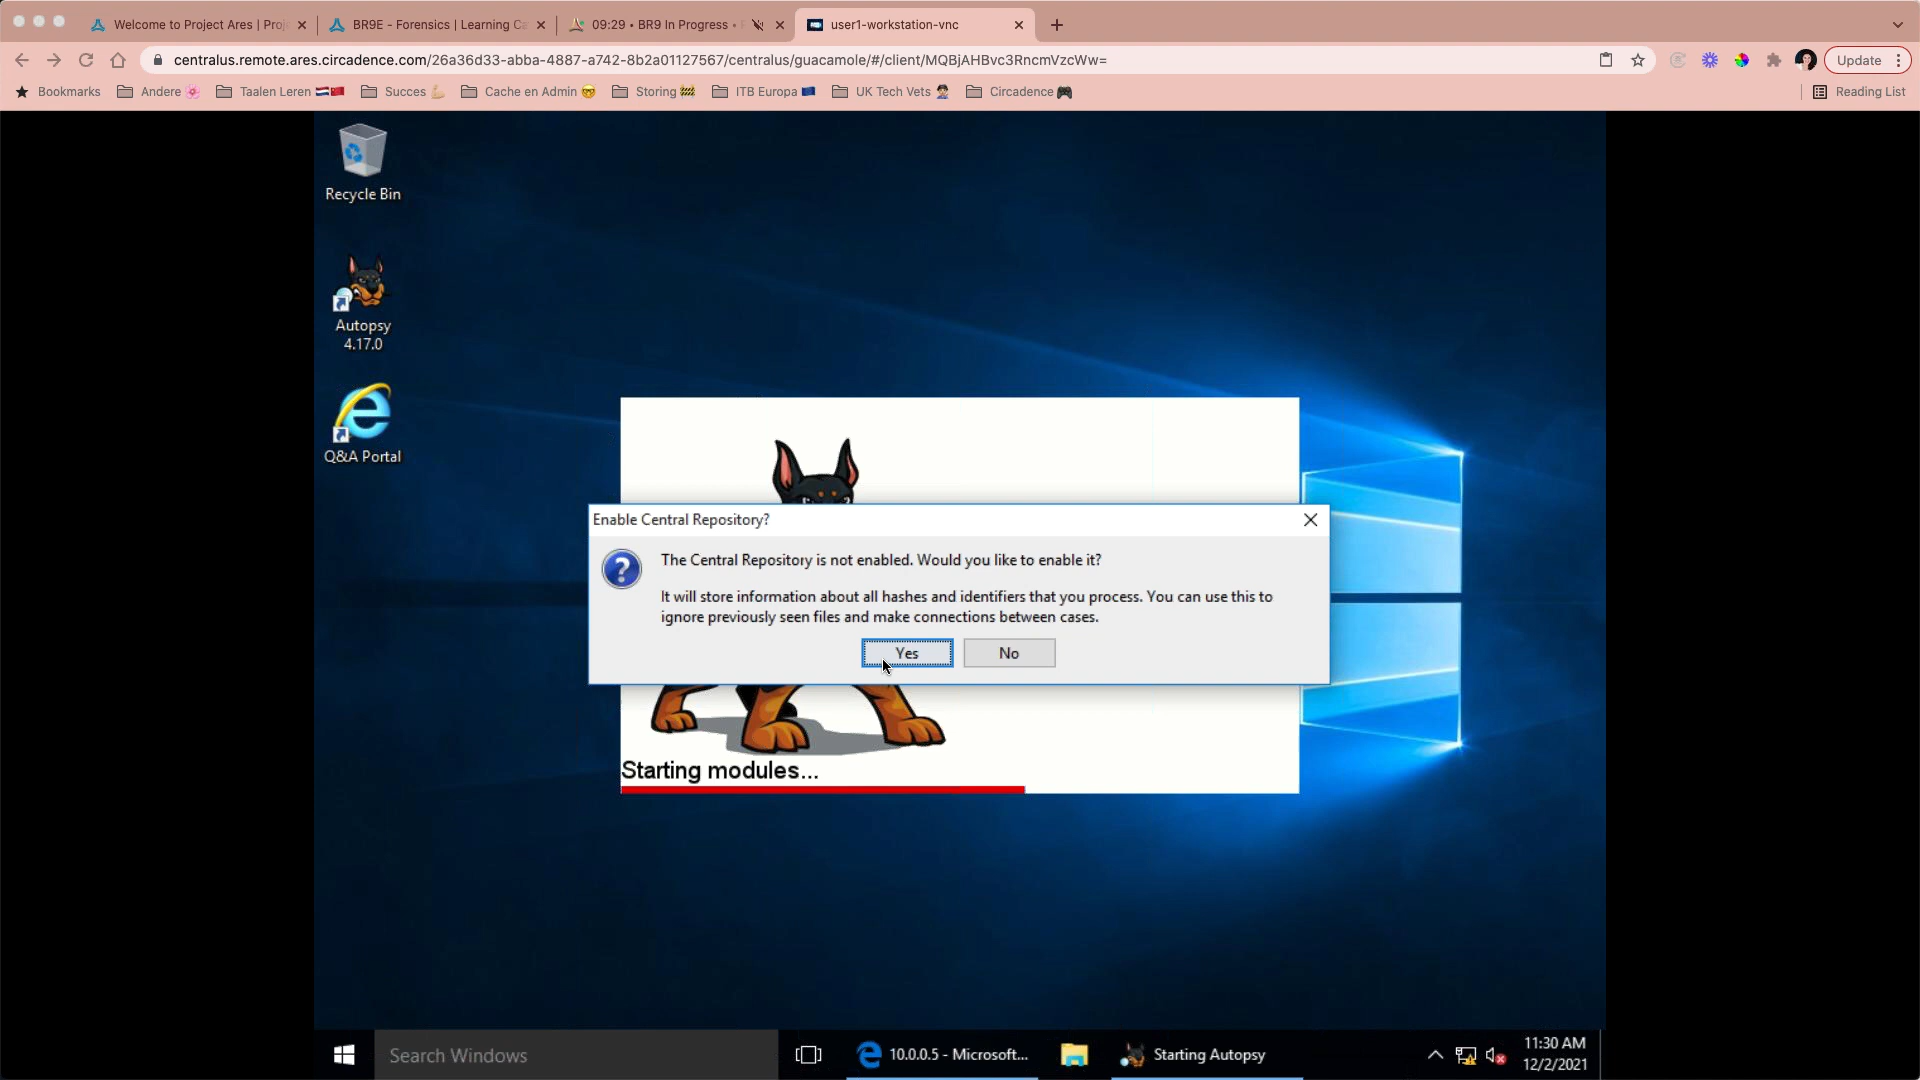 Welcome to Project Ares | Proj
BR9E - Forensics | Learning Ca
09:29 • BR9 In Progress •
user1-workstation-vnc
centralus.remote.ares.circadence.com/26a36d33-abba-4887-a742-8b2a01127567/centralus/guacamole/#/client/MQBjAHBvc3RncmVzcWw=
Update
Bookmarks
Andere
Taalen Leren
Succes
Cache en Admin
Storing
ITB Europa
UK Tech Vets
Circadence
Reading List
Recycle Bin
Autopsy
4.17.0
Q&A Portal
Enable Central Repository?
The Central Repository is not enabled. Would you like to enable it?
It will store information about all hashes and identifiers that you process. You can use this to
ignore previously seen files and make connections between cases.
Yes
No
Starting modules...
Search Windows
10.0.0.5 - Microsoft...
Starting Autopsy
11:30 AM
12/2/2021